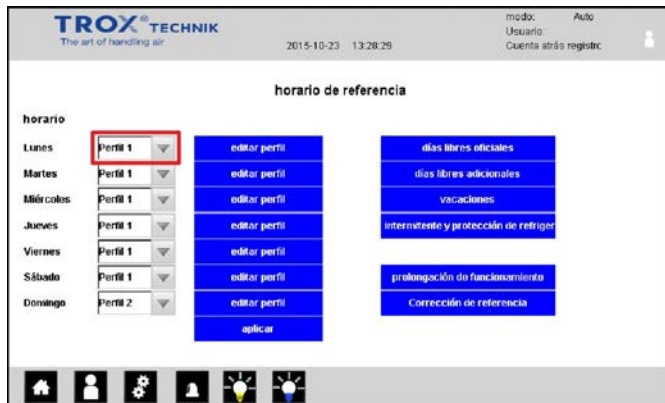 TROX® TECHNIK
The art of handling air
2015-10-23 13:28:29
modo: Auto
Usuario:
Cuenta atrás registrc
horario de referencia
horario
Lunes Perfil 1 editar perfil días libres oficiales
Martes Perfil 1 editar perfil días libres adicionales
Miércoles Perfil 1 editar perfil vacaciones
Jueves Perfil 1 editar perfil intermitente y protección de refriger
Viernes Perfil 1 editar perfil
Sábado Perfil 1 editar perfil prolongación de funcionamiento
Domingo Perfil 2 editar perfil Corrección de referencia
aplicar